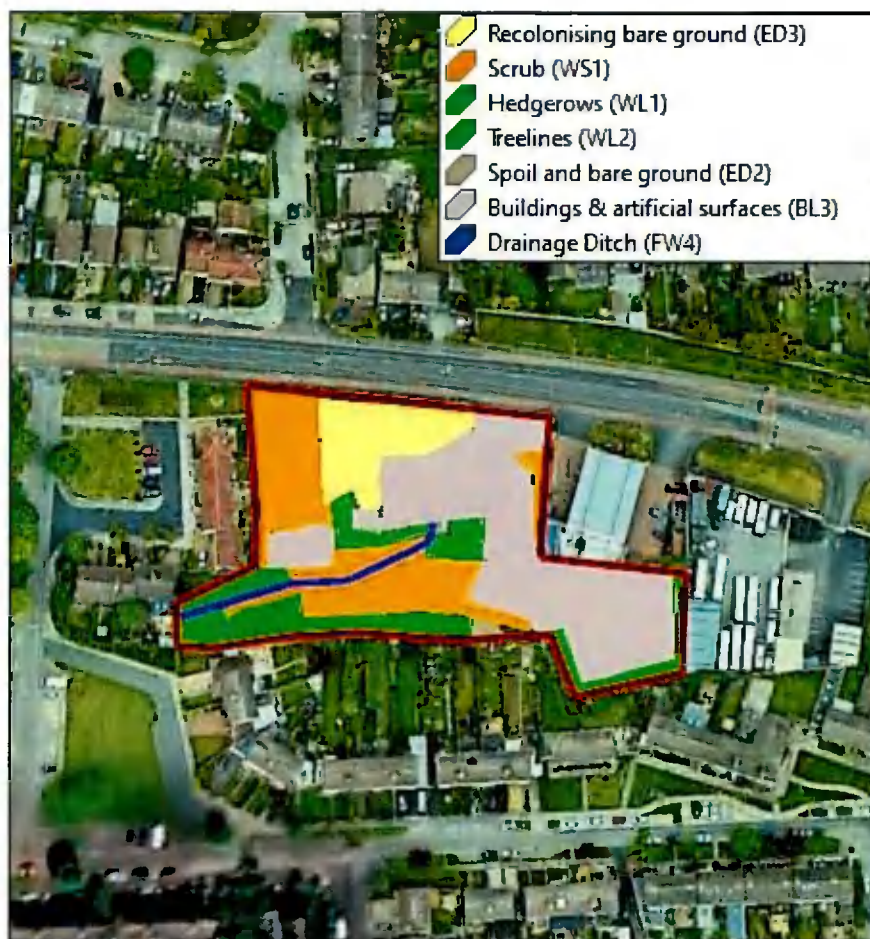 Recolonising bare ground (ED3)
Scrub (WS1)
Hedgerows (WL1)
Treelines (WL2)
Spoil and bare ground (ED2)
Buildings & artificial surfaces (BL3)
Drainage Ditch (FW4)